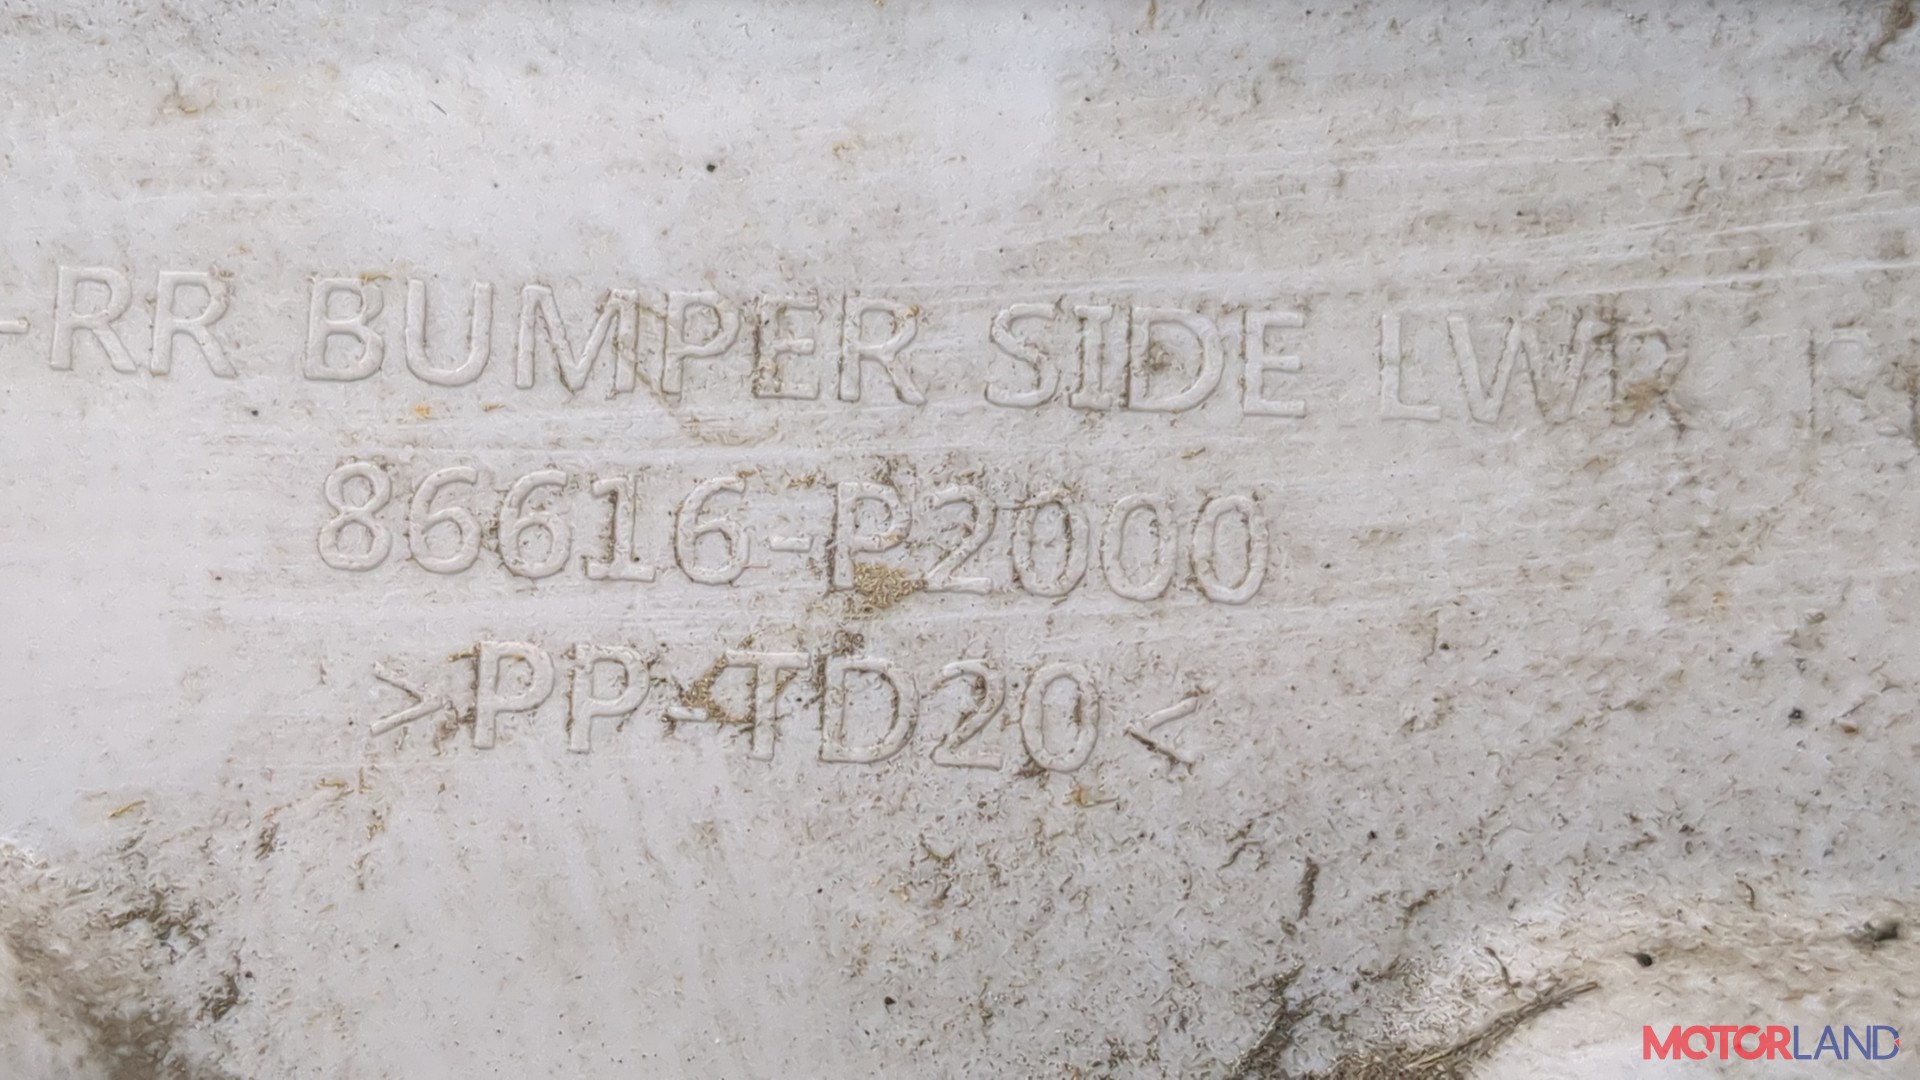 -RR BUMPER SIDE LWR
86616-P2000
>PP-TD20<
MOTORLAND